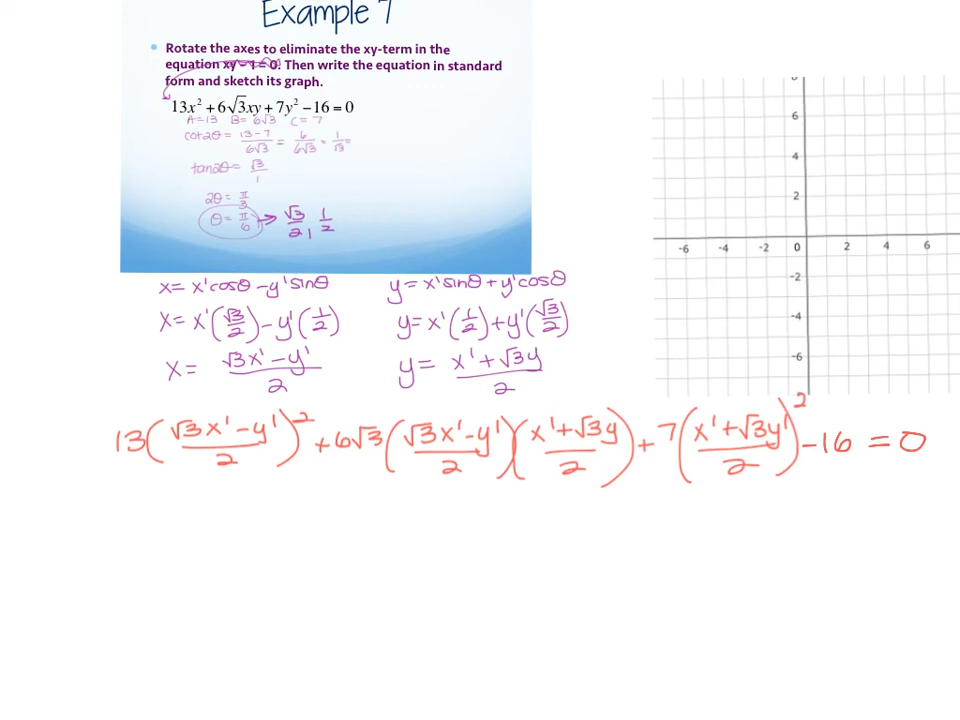 Example 7
• Rotate the axes to eliminate the xy-term in the
equation xy – 1 = 0. Then write the equation in standard
form and sketch its graph.
13x² + 6√3xy + 7y² − 16 = 0
A=13 B= 6√3 C= 7
cot2θ = (13-7)/(6√3) = 6/(6√3) = 1/√3
tan2θ = √3/1
2θ = π/3
θ = π/6 → √3/2, 1/2
x= x'cosθ - y'sinθ
y= x'sinθ + y'cosθ
x= x'(√3/2) - y'(1/2)
y= x'(1/2) + y'(√3/2)
x= (√3x' - y')/2
y= (x' + √3y)/2
13((√3x' - y')/2)² + 6√3((√3x' - y')/2)((x' + √3y)/2) + 7((x' + √3y')/2)² - 16 = 0
8
6
4
2
-6 -4 -2 0 2 4 6
-2
-4
-6